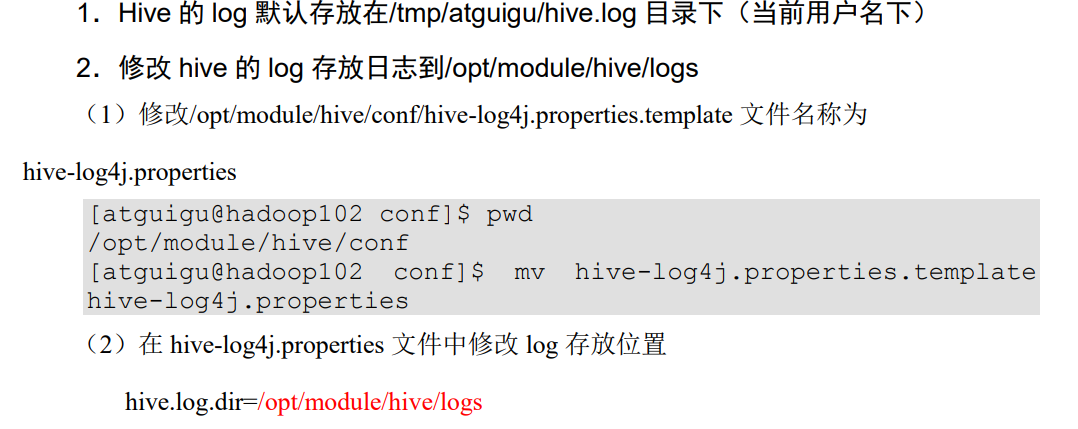 1．Hive 的 log 默认存放在/tmp/atguigu/hive.log 目录下（当前用户名下）
2．修改 hive 的 log 存放日志到/opt/module/hive/logs
（1）修改/opt/module/hive/conf/hive-log4j.properties.template 文件名称为
hive-log4j.properties
[atguigu@hadoop102 conf]$ pwd
/opt/module/hive/conf
[atguigu@hadoop102 conf]$ mv hive-log4j.properties.template
hive-log4j.properties
（2）在 hive-log4j.properties 文件中修改 log 存放位置
hive.log.dir=/opt/module/hive/logs